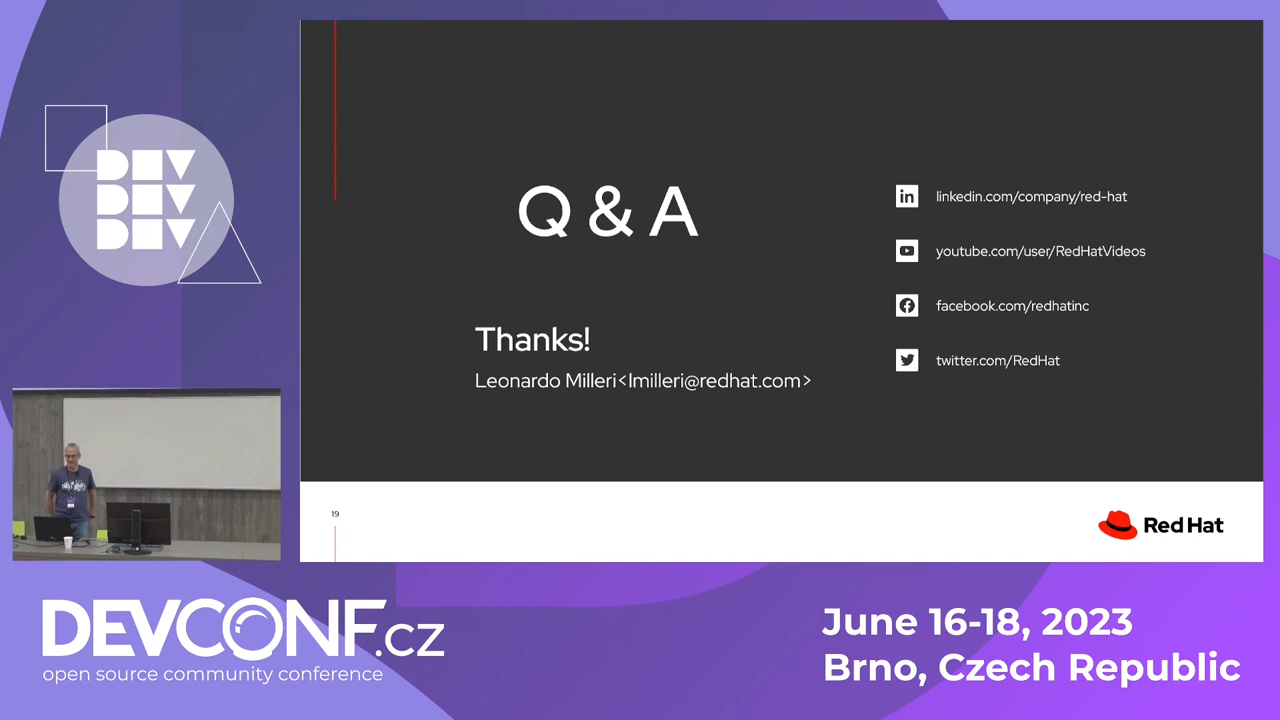 DEV
DEV
DEV
Q & A
Thanks!
Leonardo Milleri<lmilleri@redhat.com>
linkedin.com/company/red-hat
youtube.com/user/RedHatVideos
facebook.com/redhatinc
twitter.com/RedHat
19
Red Hat
DEVCONF.cz
open source community conference
June 16-18, 2023
Brno, Czech Republic